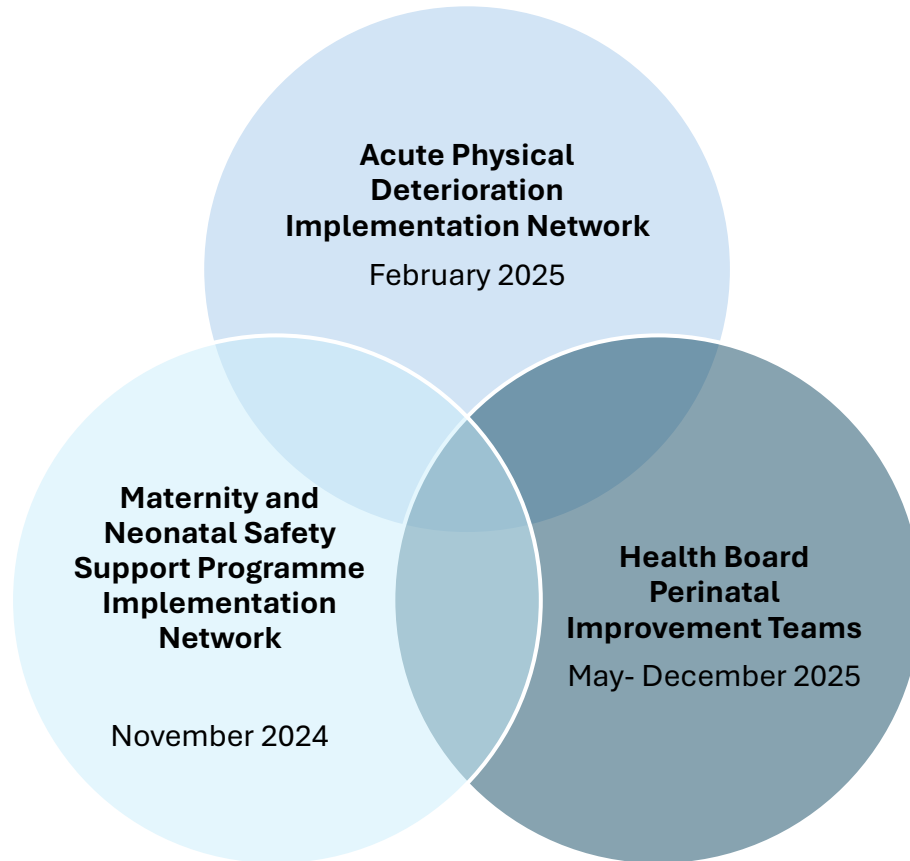 Acute Physical
Deterioration
Implementation Network
February 2025
Maternity and
Neonatal Safety
Support Programme
Implementation
Network
November 2024
Health Board
Perinatal
Improvement Teams
May- December 2025